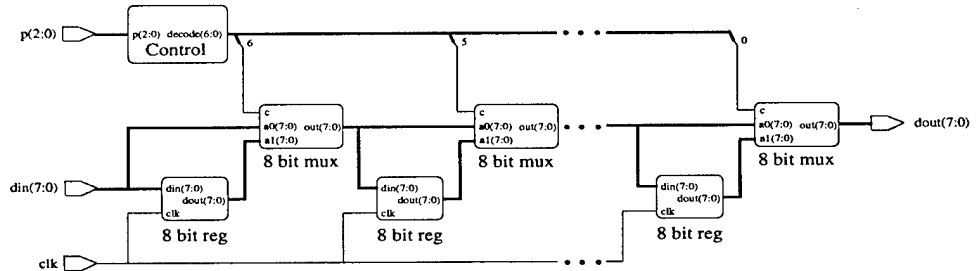 p(2:0)
p(2:0) decode(6:0)
Control
6
5
0
c
a0(7:0) out(7:0)
a1(7:0)
8 bit mux
c
a0(7:0) out(7:0)
a1(7:0)
8 bit mux
c
a0(7:0) out(7:0)
a1(7:0)
8 bit mux
dout(7:0)
din(7:0)
din(7:0)
dout(7:0)
clk
8 bit reg
din(7:0)
dout(7:0)
clk
8 bit reg
din(7:0)
dout(7:0)
clk
8 bit reg
clk